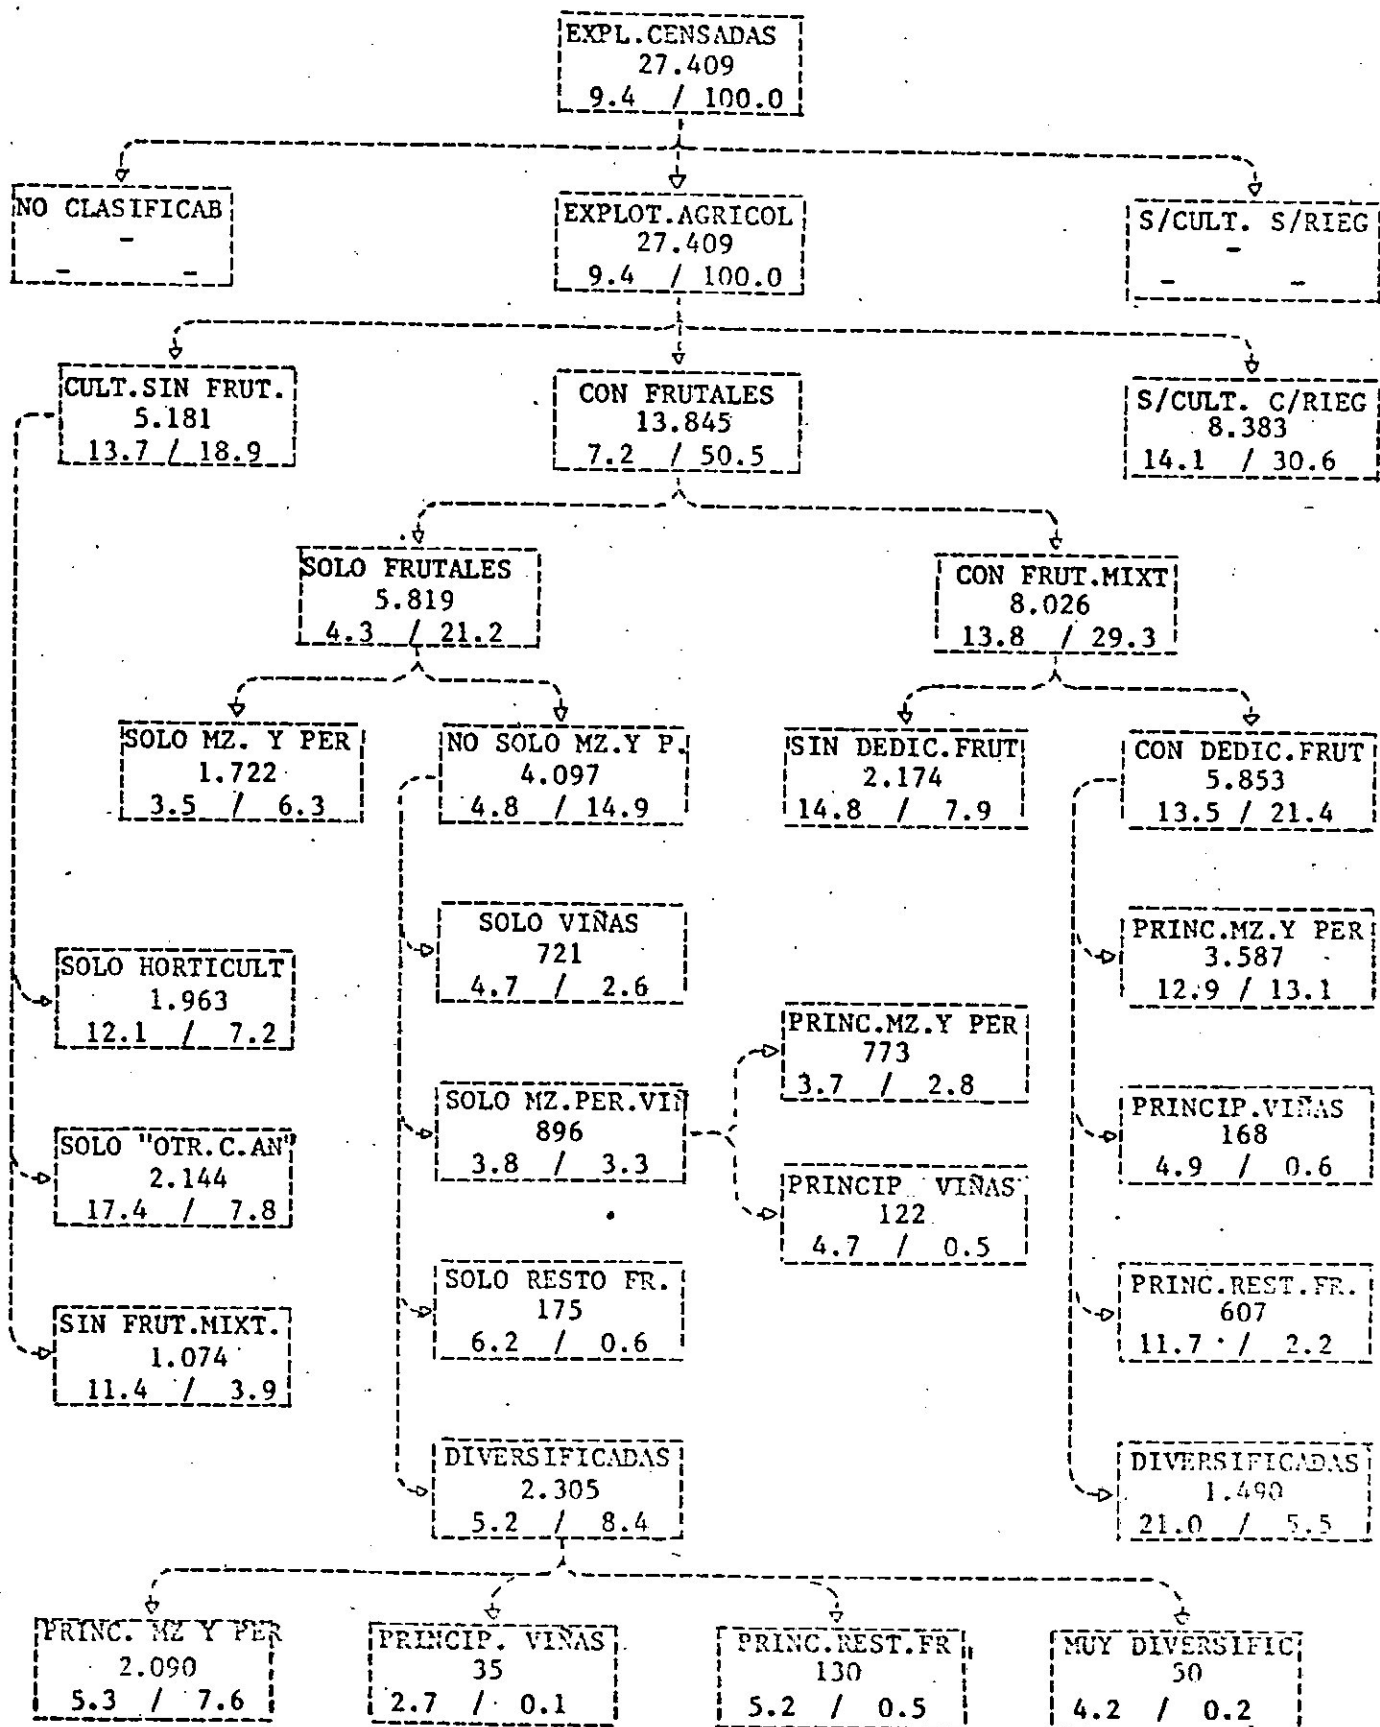 EXPL.CENSADAS
27.409
9.4 / 100.0
NO CLASIFICAB
-
- -
EXPLOT.AGRICOL
27.409
9.4 / 100.0
S/CULT. S/RIEG
-
- -
CULT.SIN FRUT.
5.181
13.7 / 18.9
CON FRUTALES
13.845
7.2 / 50.5
S/CULT. C/RIEG
8.383
14.1 / 30.6
SOLO FRUTALES
5.819
4.3 / 21.2
CON FRUT.MIXT
8.026
13.8 / 29.3
SOLO MZ. Y PER
1.722
3.5 / 6.3
NO SOLO MZ.Y P.
4.097
4.8 / 14.9
SIN DEDIC.FRUT
2.174
14.8 / 7.9
CON DEDIC.FRUT
5.853
13.5 / 21.4
SOLO HORTICULT
1.963
12.1 / 7.2
SOLO "OTR.C.AN"
2.144
17.4 / 7.8
SIN FRUT.MIXT.
1.074
11.4 / 3.9
SOLO VIÑAS
721
4.7 / 2.6
SOLO MZ.PER.VIÑ
896
3.8 / 3.3
PRINC.MZ.Y PER
773
3.7 / 2.8
PRINCIP. VIÑAS
122
4.7 / 0.5
SOLO RESTO FR.
175
6.2 / 0.6
DIVERSIFICADAS
2.305
5.2 / 8.4
PRINC.MZ.Y PER
3.587
12.9 / 13.1
PRINCIP.VIÑAS
168
4.9 / 0.6
PRINC.REST.FR.
607
11.7 / 2.2
DIVERSIFICADAS
1.490
21.0 / 5.5
PRINC. MZ Y PER
2.090
5.3 / 7.6
PRINCIP. VIÑAS
35
2.7 / 0.1
PRINC.REST.FR
130
5.2 / 0.5
MUY DIVERSIFIC
50
4.2 / 0.2